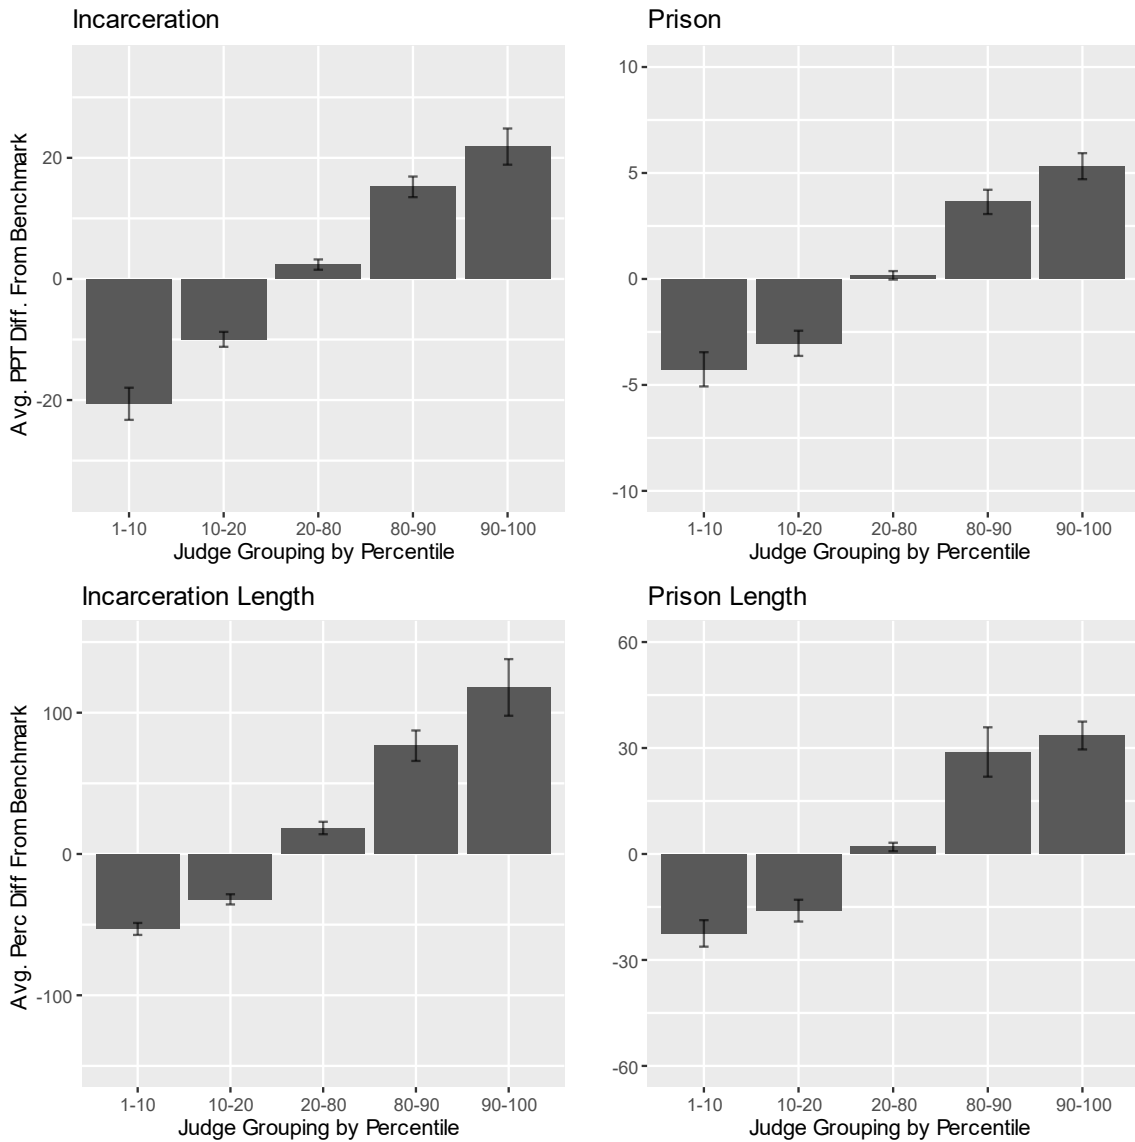 Incarceration
Avg. PPT Diff. From Benchmark
20
0
-20
1-10 10-20 20-80 80-90 90-100
Judge Grouping by Percentile
Prison
10
5
0
-5
-10
1-10 10-20 20-80 80-90 90-100
Judge Grouping by Percentile
Incarceration Length
Avg. Perc Diff From Benchmark
100
0
-100
1-10 10-20 20-80 80-90 90-100
Judge Grouping by Percentile
Prison Length
60
30
0
-30
-60
1-10 10-20 20-80 80-90 90-100
Judge Grouping by Percentile